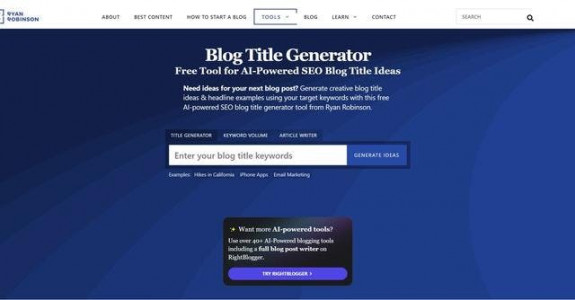 RYAN
ROBINSON
ABOUT
BEST CONTENT
HOW TO START A BLOG
TOOLS
BLOG
LEARN
CONTACT
SEARCH
Blog Title Generator
Free Tool for AI-Powered SEO Blog Title Ideas
Need ideas for your next blog post? Generate creative blog title
ideas & headline examples using your target keywords with this free
AI-powered SEO blog title generator tool from Ryan Robinson.
TITLE GENERATOR
KEYWORD VOLUME
ARTICLE WRITER
Enter your blog title keywords
GENERATE IDEAS
Examples: Hikes in California iPhone Apps Email Marketing
Want more AI-powered tools?
Use over 40+ AI-Powered blogging tools
including a full blog post writer on
RightBlogger.
TRY RIGHTBLOGGER >